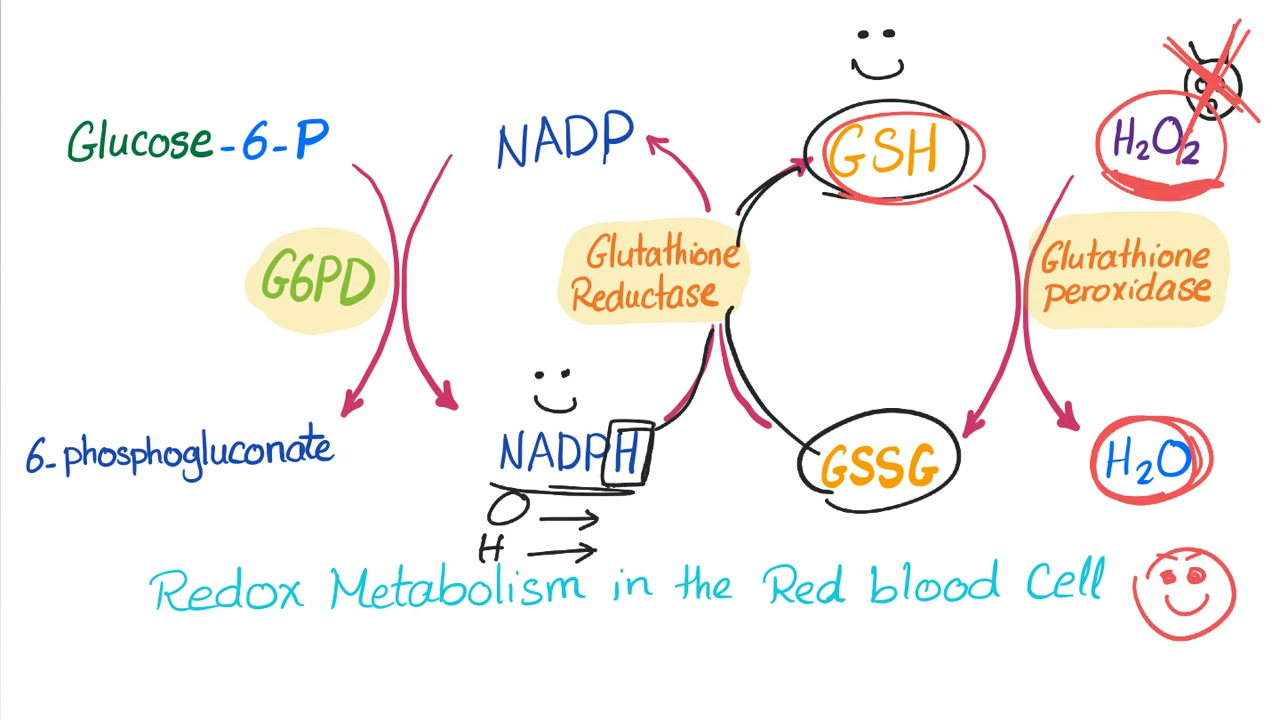 Glucose-6-P
NADP
GSH
H₂O₂
G6PD
Glutathione
Reductase
Glutathione
peroxidase
6-phosphogluconate
NADPH
GSSG
H₂O
O →
H →
Redox Metabolism in the Red blood Cell